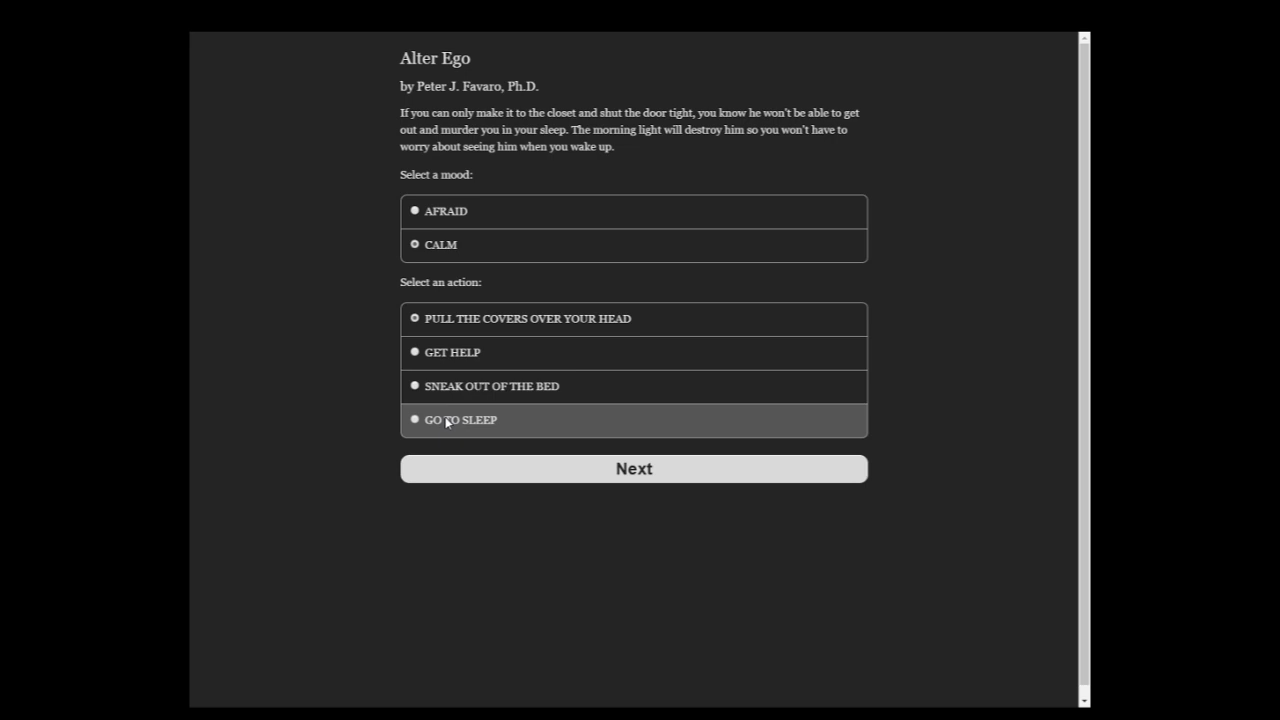 Alter Ego
by Peter J. Favaro, Ph.D.
If you can only make it to the closet and shut the door tight, you know he won't be able to get
out and murder you in your sleep. The morning light will destroy him so you won't have to
worry about seeing him when you wake up.
Select a mood:
AFRAID
CALM
Select an action:
PULL THE COVERS OVER YOUR HEAD
GET HELP
SNEAK OUT OF THE BED
GO TO SLEEP
Next